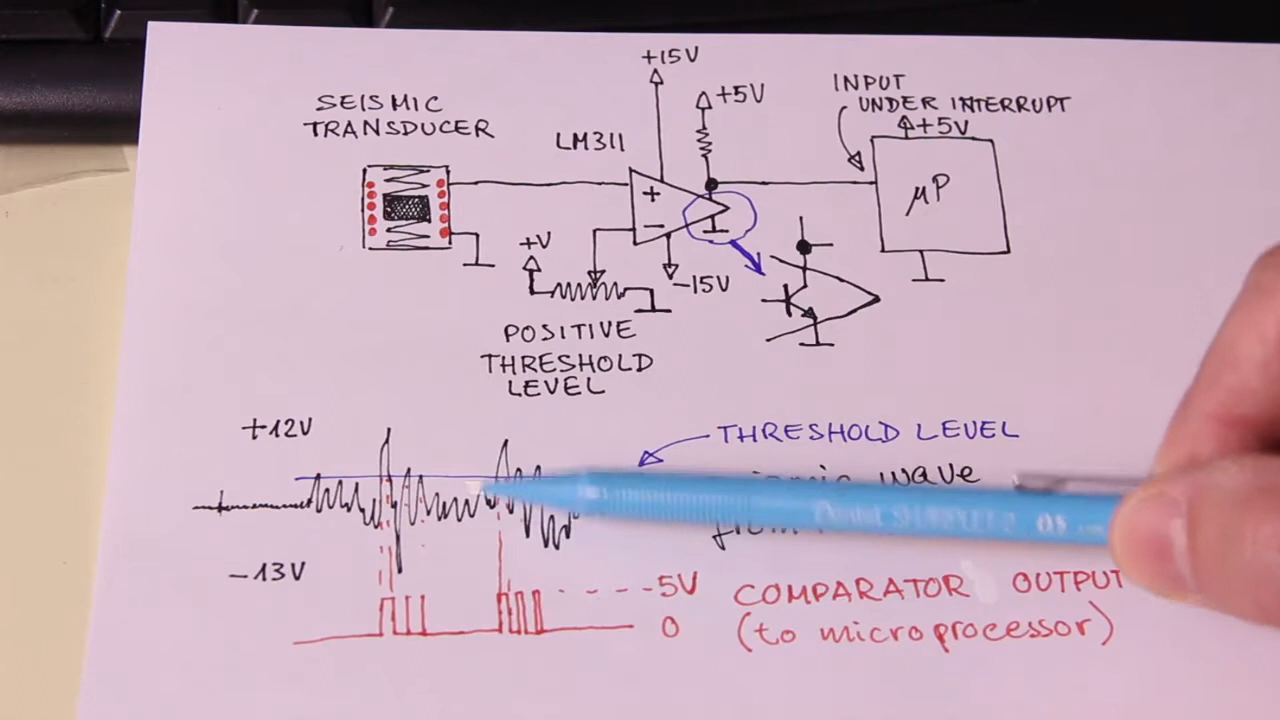 +15V
+5V
INPUT
UNDER INTERRUPT
SEISMIC
TRANSDUCER
LM311
+5V
+
-
μP
+V
-15V
POSITIVE
THRESHOLD
LEVEL
+12V
THRESHOLD LEVEL
wave
-13V
5V
COMPARATOR OUTPUT
0
(to microprocessor)